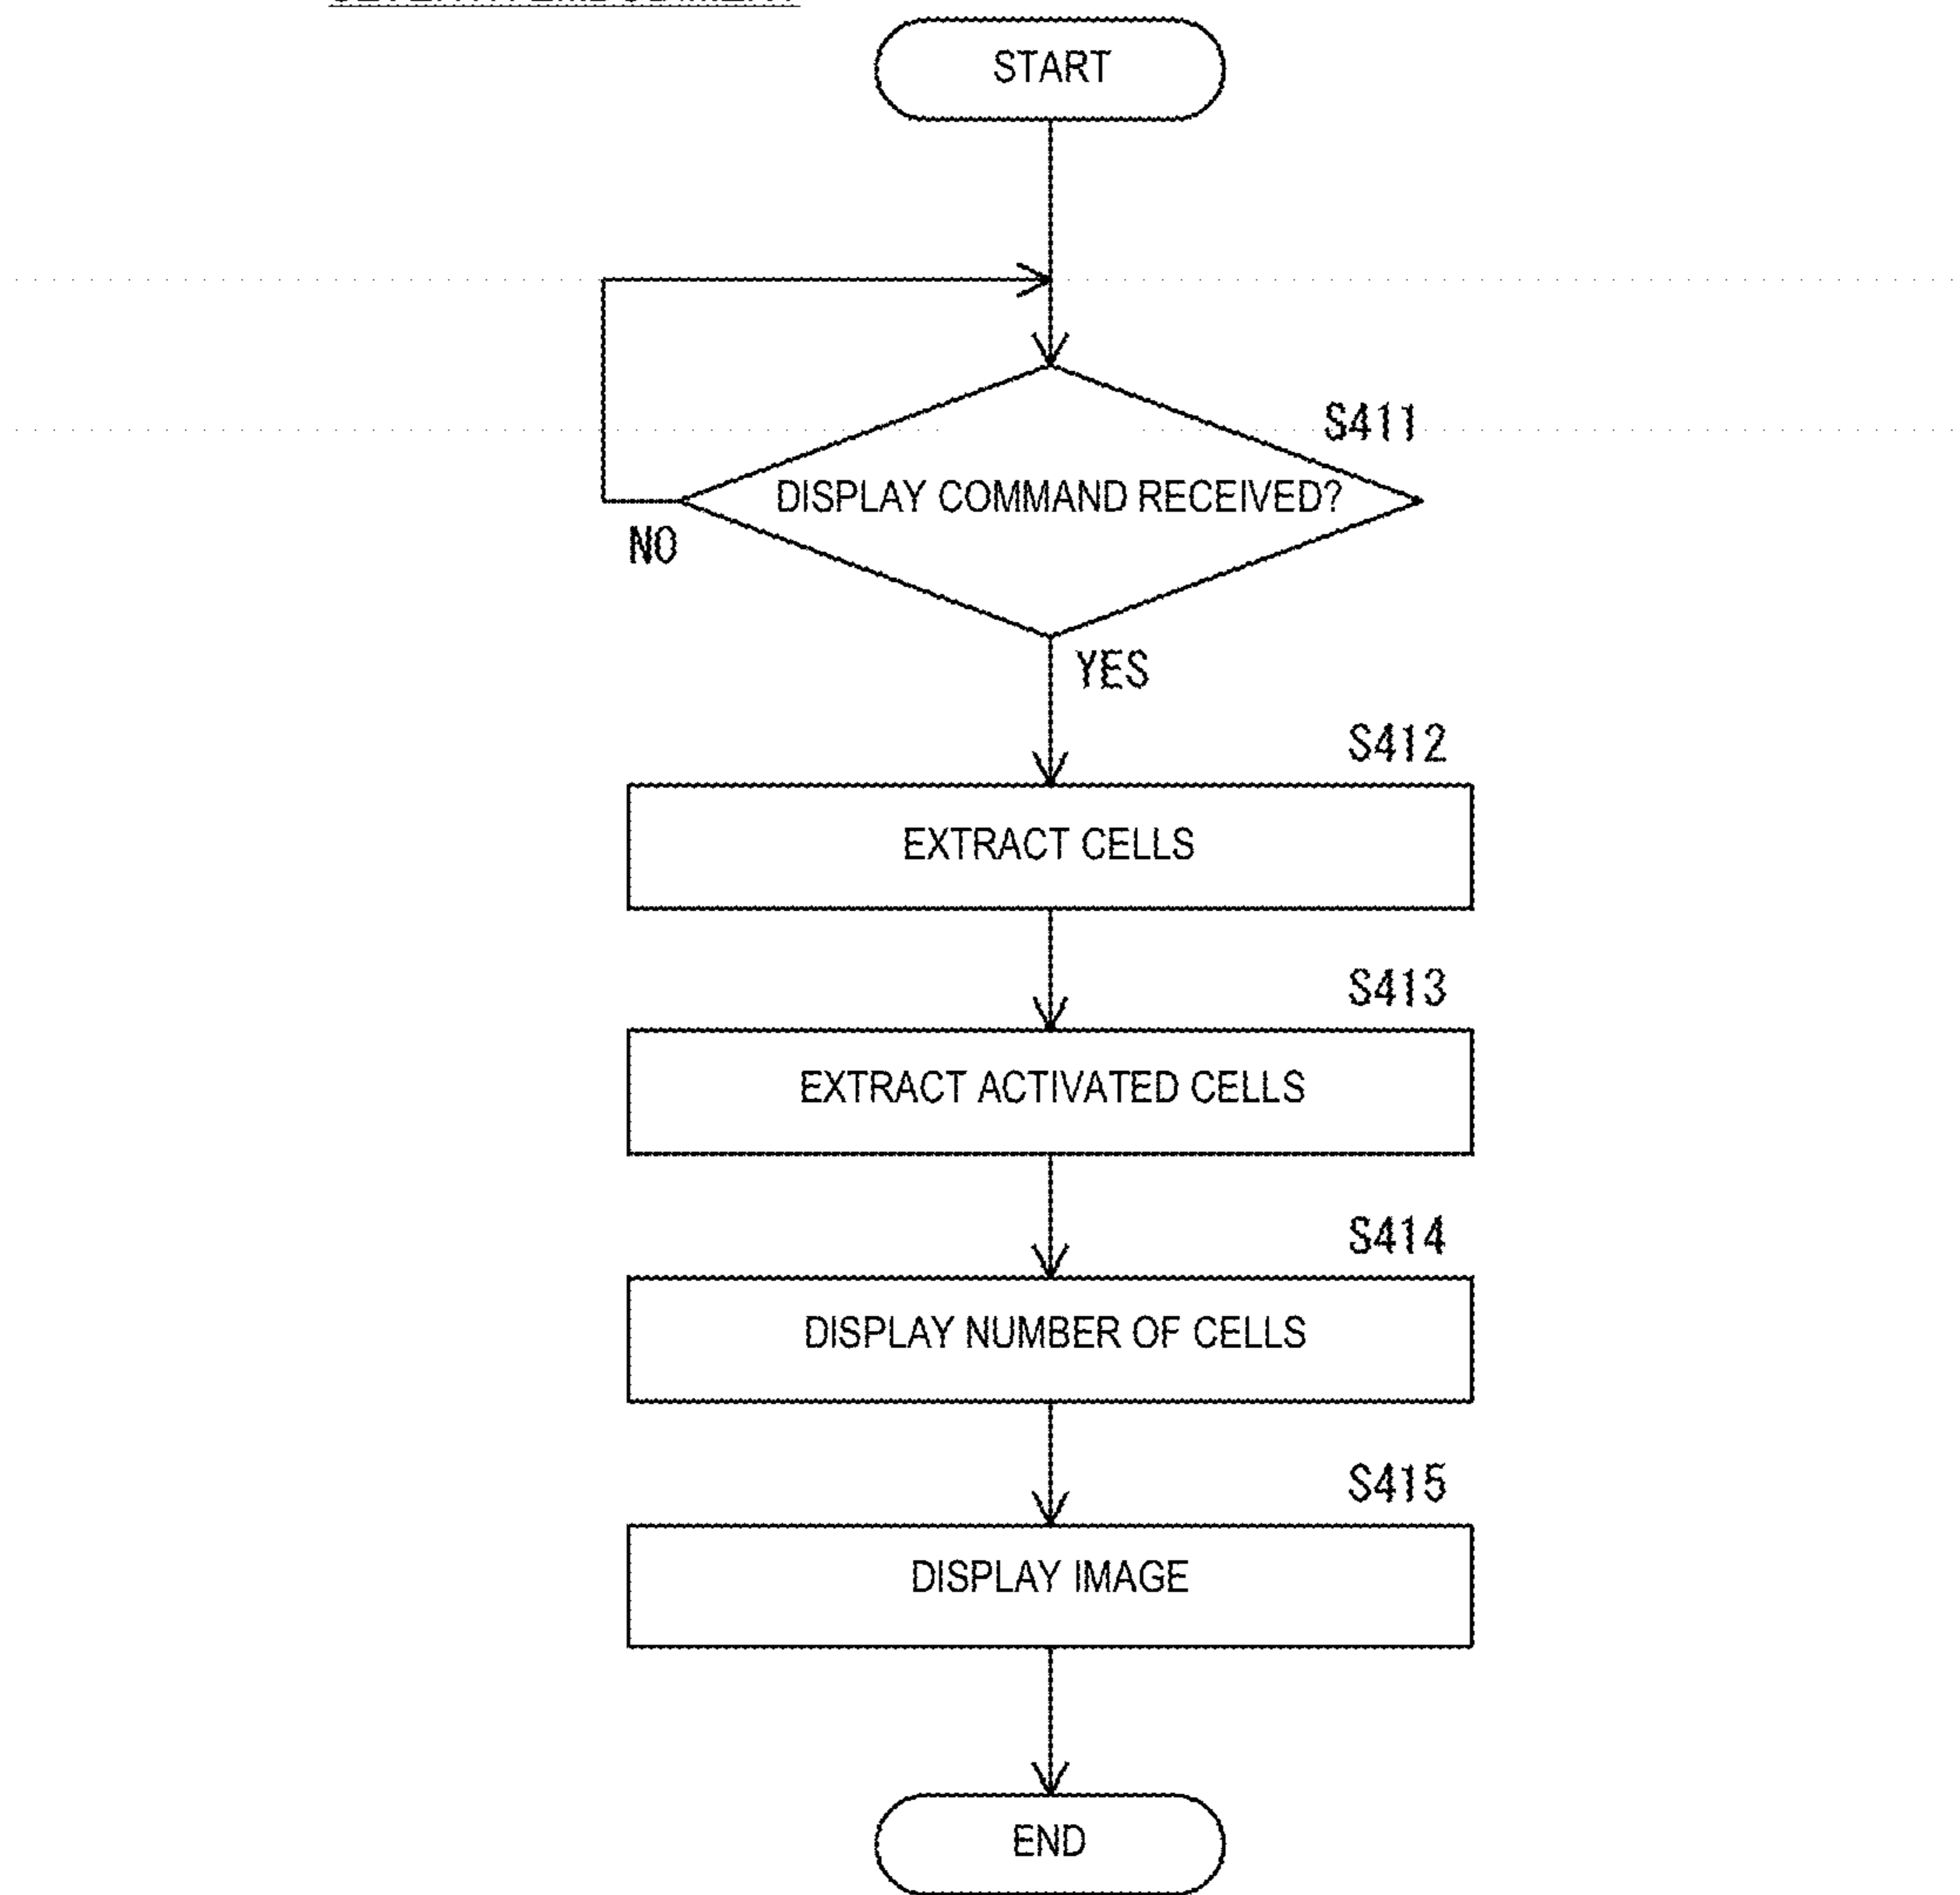 START
S411
DISPLAY COMMAND RECEIVED?
NO
YES
S412
EXTRACT CELLS
S413
EXTRACT ACTIVATED CELLS
S414
DISPLAY NUMBER OF CELLS
S415
DISPLAY IMAGE
END